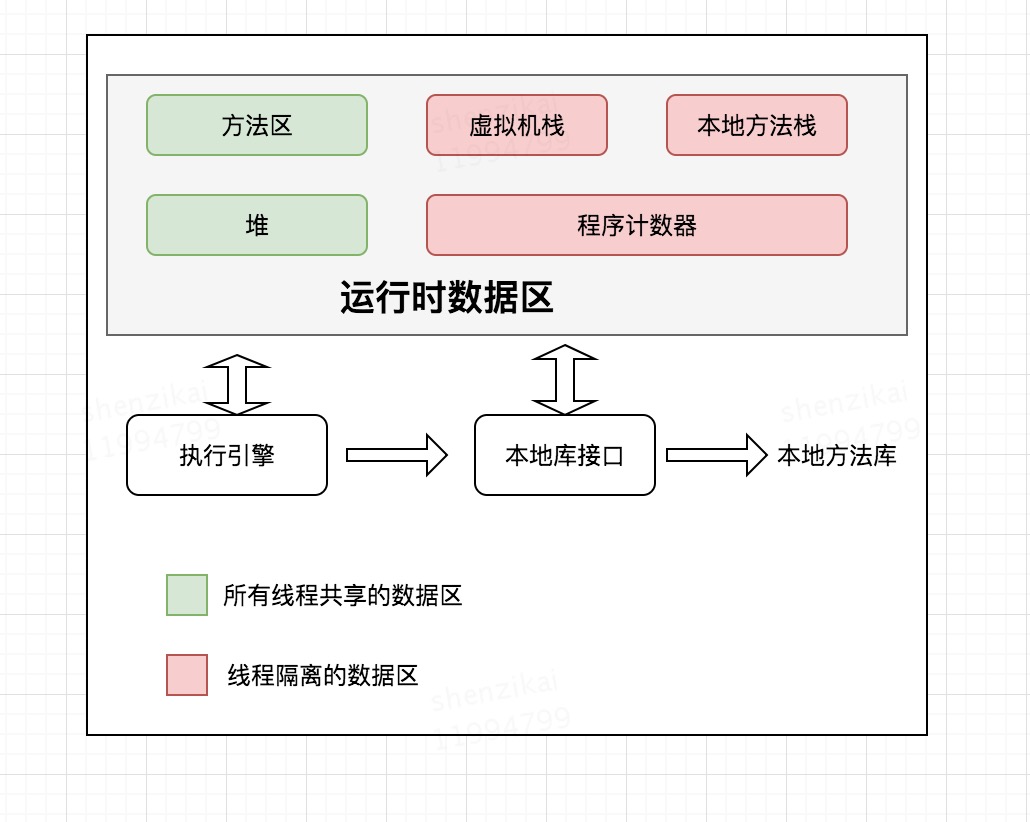 方法区
虚拟机栈
本地方法栈
堆
程序计数器
运行时数据区
执行引擎
本地库接口
本地方法库
所有线程共享的数据区
线程隔离的数据区
shenzikai
11994799
shenzikai
11994799
shenzikai
11994799
shenzikai
11994799